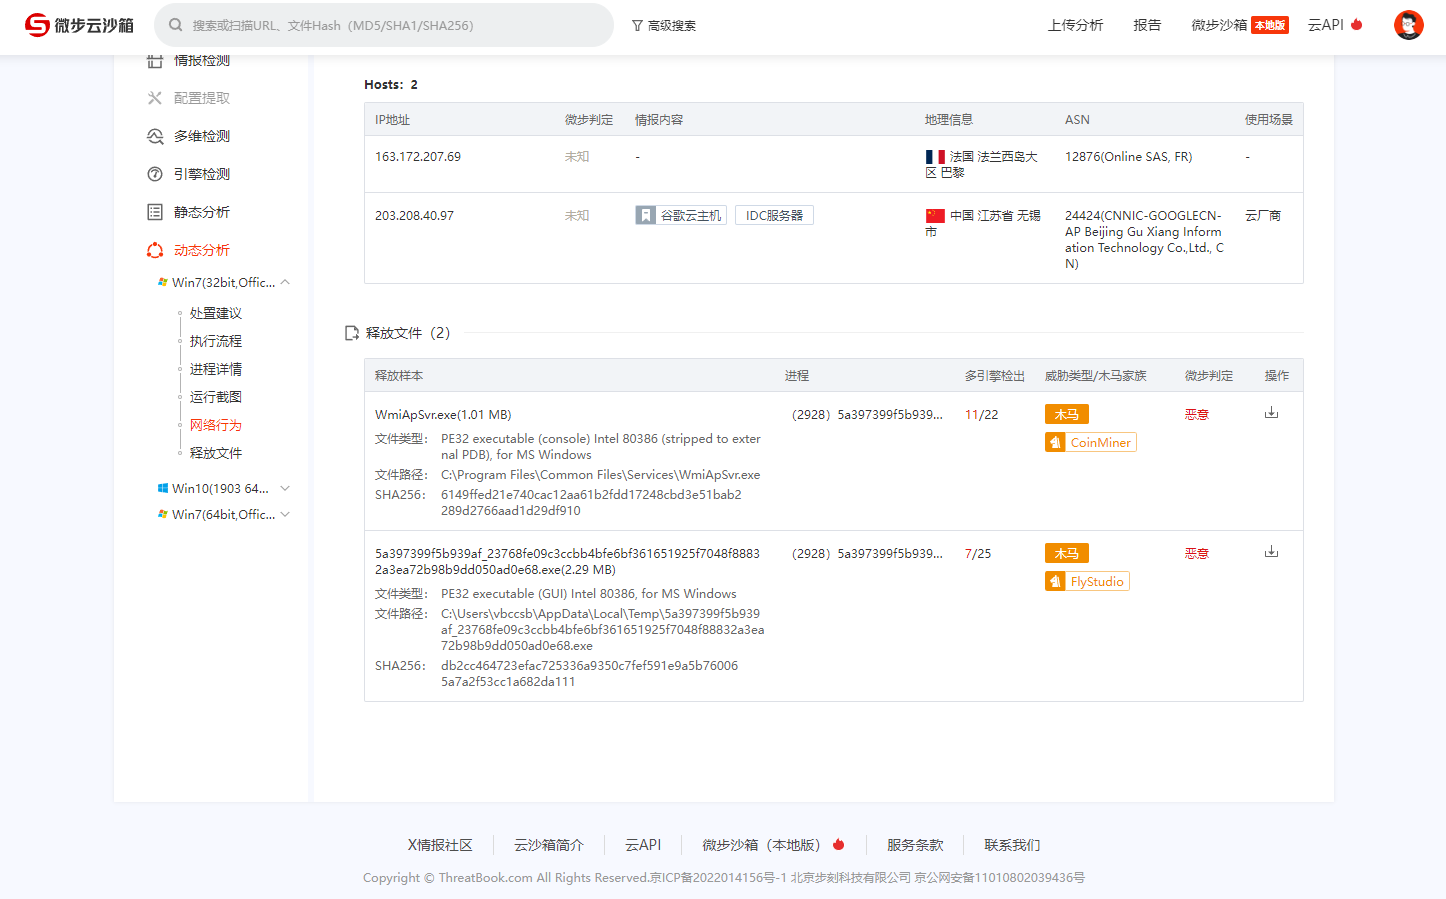 微步云沙箱
搜索或扫描URL、文件Hash（MD5/SHA1/SHA256）
高级搜索
上传分析
报告
微步沙箱 本地版
云API
情报检测
配置提取
多维检测
引擎检测
静态分析
动态分析
Win7(32bit,Offic...
处置建议
执行流程
进程详情
运行截图
网络行为
释放文件
Win10(1903 64...
Win7(64bit,Offic...
Hosts: 2
IP地址 微步判定 情报内容 地理信息 ASN 使用场景
163.172.207.69 未知 - 法国 法兰西岛大 12876(Online SAS, FR) -
区 巴黎
203.208.40.97 未知 谷歌云主机 IDC服务器 中国 江苏省 无锡 24424(CNNIC-GOOGLECN- 云厂商
市 AP Beijing Gu Xiang Inform
ation Technology Co.,Ltd., C
N)
释放文件（2）
释放样本 进程 多引擎检出 威胁类型/木马家族 微步判定 操作
WmiApSvr.exe(1.01 MB) （2928）5a397399f5b939... 11/22 木马 恶意
CoinMiner
文件类型： PE32 executable (console) Intel 80386 (stripped to exter
nal PDB), for MS Windows
文件路径： C:\Program Files\Common Files\Services\WmiApSvr.exe
SHA256： 6149ffed21e740cac12aa61b2fdd17248cbd3e51bab2
289d2766aad1d29df910
5a397399f5b939af_23768fe09c3ccbb4bfe6bf361651925f7048f8883 （2928）5a397399f5b939... 7/25 木马 恶意
2a3ea72b98b9dd050ad0e68.exe(2.29 MB)
FlyStudio
文件类型： PE32 executable (GUI) Intel 80386, for MS Windows
文件路径： C:\Users\vbccsb\AppData\Local\Temp\5a397399f5b939
af_23768fe09c3ccbb4bfe6bf361651925f7048f88832a3ea
72b98b9dd050ad0e68.exe
SHA256： db2cc464723efac725336a9350c7fef591e9a5b76006
5a7a2f53cc1a682da111
X情报社区
云沙箱简介
云API
微步沙箱（本地版）
服务条款
联系我们
Copyright © ThreatBook.com All Rights Reserved.京ICP备2022014156号-1 北京步刻科技有限公司 京公网安备11010802039436号